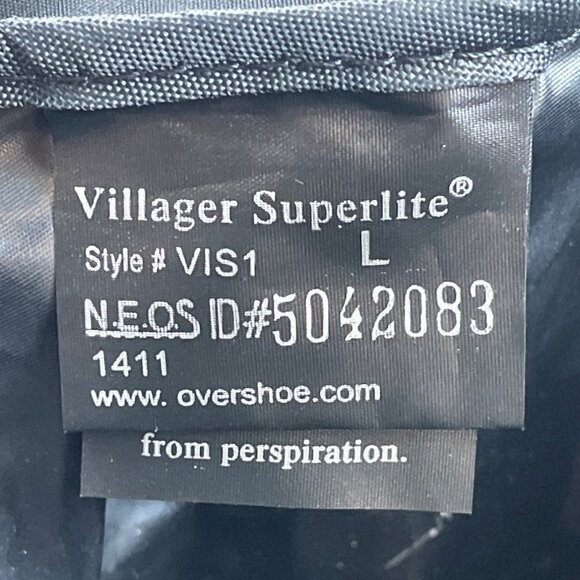 Villager Superlite®
Style # VIS1 L
N.E.O.S ID#5042083
1411
www. overshoe.com
from perspiration.